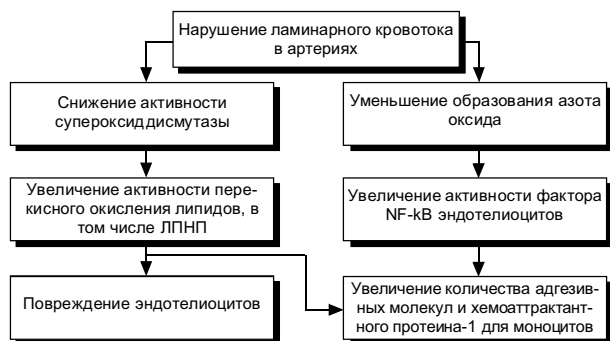 Нарушение ламинарного кровотока
в артериях
Снижение активности
супероксиддисмутазы
Уменьшение образования азота
оксида
Увеличение активности пере-
кисного окисления липидов, в
том числе ЛПНП
Увеличение активности фактора
NF-kB эндотелиоцитов
Повреждение эндотелиоцитов
Увеличение количества адгезив-
ных молекул и хемоаттрактант-
ного протеина-1 для моноцитов